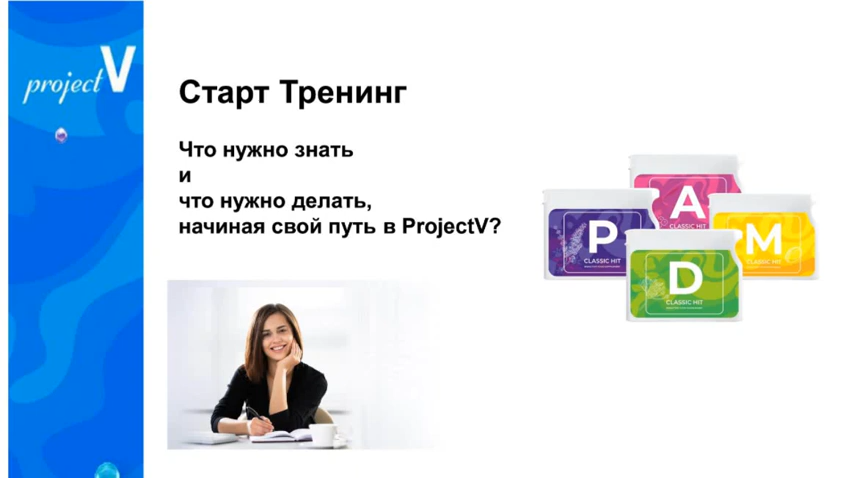 project V
Старт Тренинг
Что нужно знать
и
что нужно делать,
начиная свой путь в ProjectV?
A
CLASSIC HIT
P
CLASSIC HIT
M
CLASSIC HIT
D
CLASSIC HIT